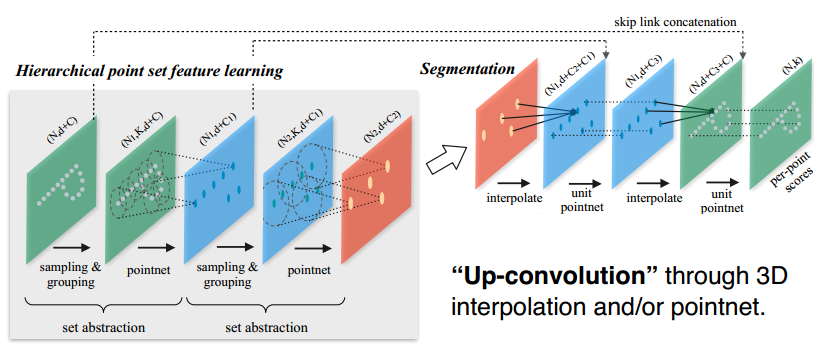 skip link concatenation
Hierarchical point set feature learning
Segmentation
(N,d+C)
(N1,K,d+C)
(N1,d+C1)
(N2,K,d+C1)
(N2,d+C2)
(N1,d+C2+C1)
(N1,d+C3)
(N,d+C3+C)
(N,k)
sampling &
grouping
pointnet
sampling &
grouping
pointnet
set abstraction
set abstraction
interpolate
unit
pointnet
interpolate
unit
pointnet
per-point
scores
“Up-convolution” through 3D
interpolation and/or pointnet.